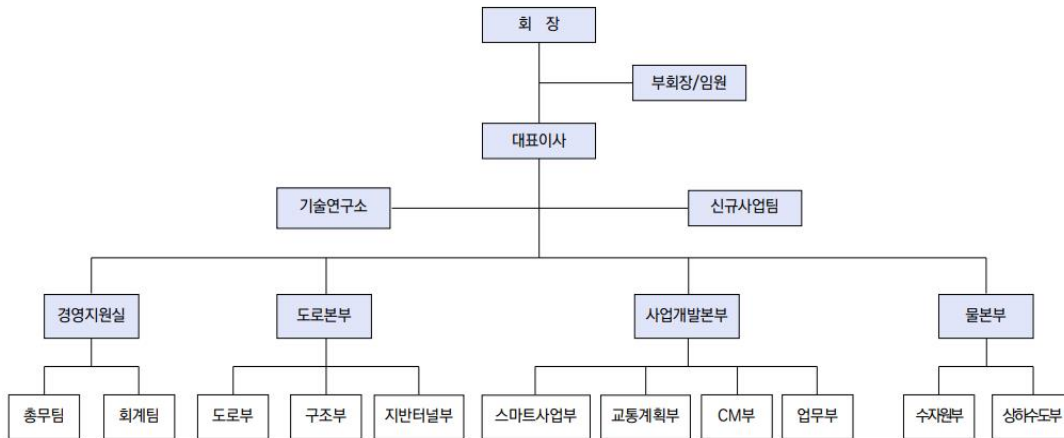 회 장
부회장/임원
대표이사
기술연구소
신규사업팀
경영지원실
도로본부
사업개발본부
물본부
총무팀
회계팀
도로부
구조부
지반터널부
스마트사업부
교통계획부
CM부
업무부
수자원부
상하수도부